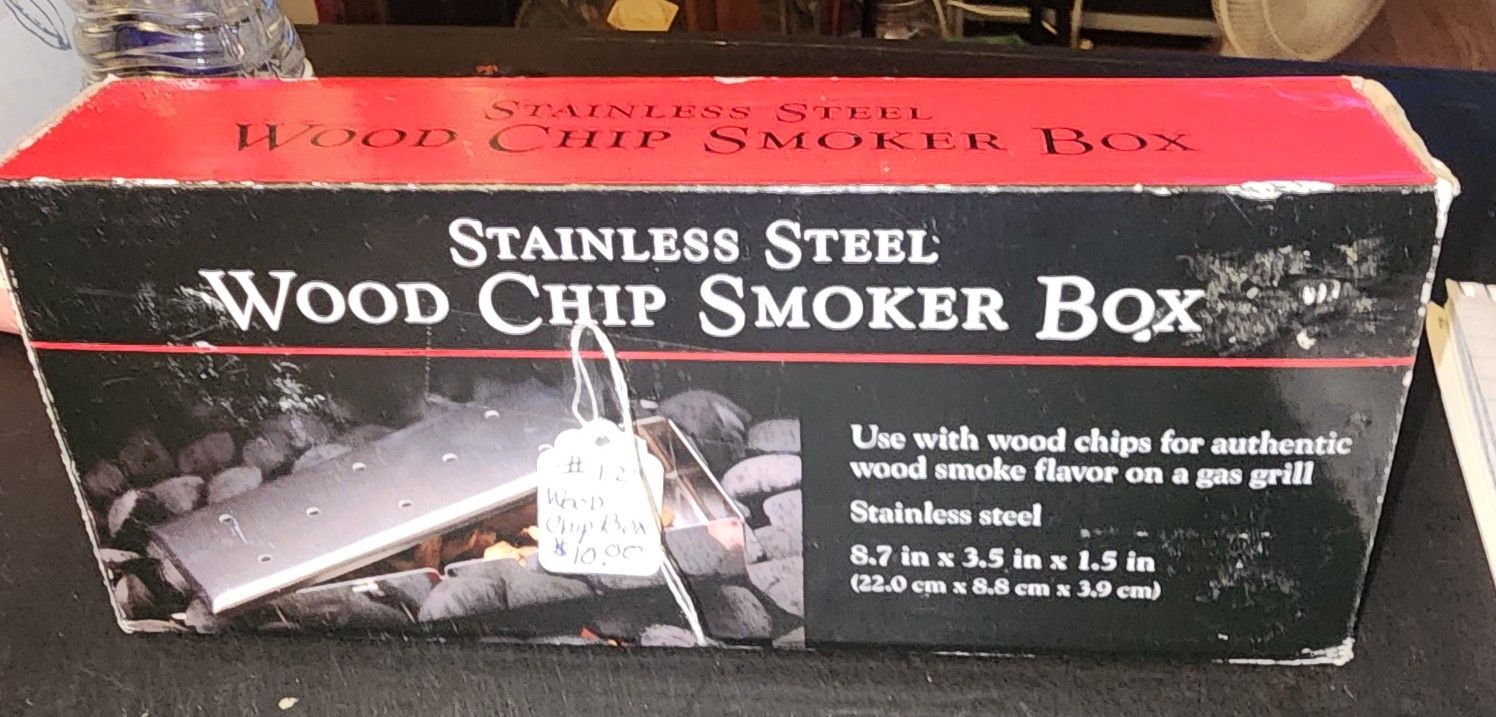 STAINLESS STEEL
WOOD CHIP SMOKER BOX
STAINLESS STEEL
WOOD CHIP SMOKER BOX
Use with wood chips for authentic
wood smoke flavor on a gas grill
Stainless steel
8.7 in x 3.5 in x 1.5 in
(22.0 cm x 8.8 cm x 3.9 cm)
# 12
Wood
Chip Box
$10.00